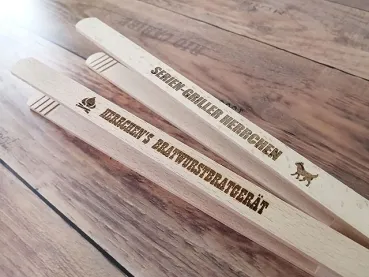 SERIEN-GRILLER HERRCHEN
HERRCHEN'S BRATWURSTBRATGERÄT